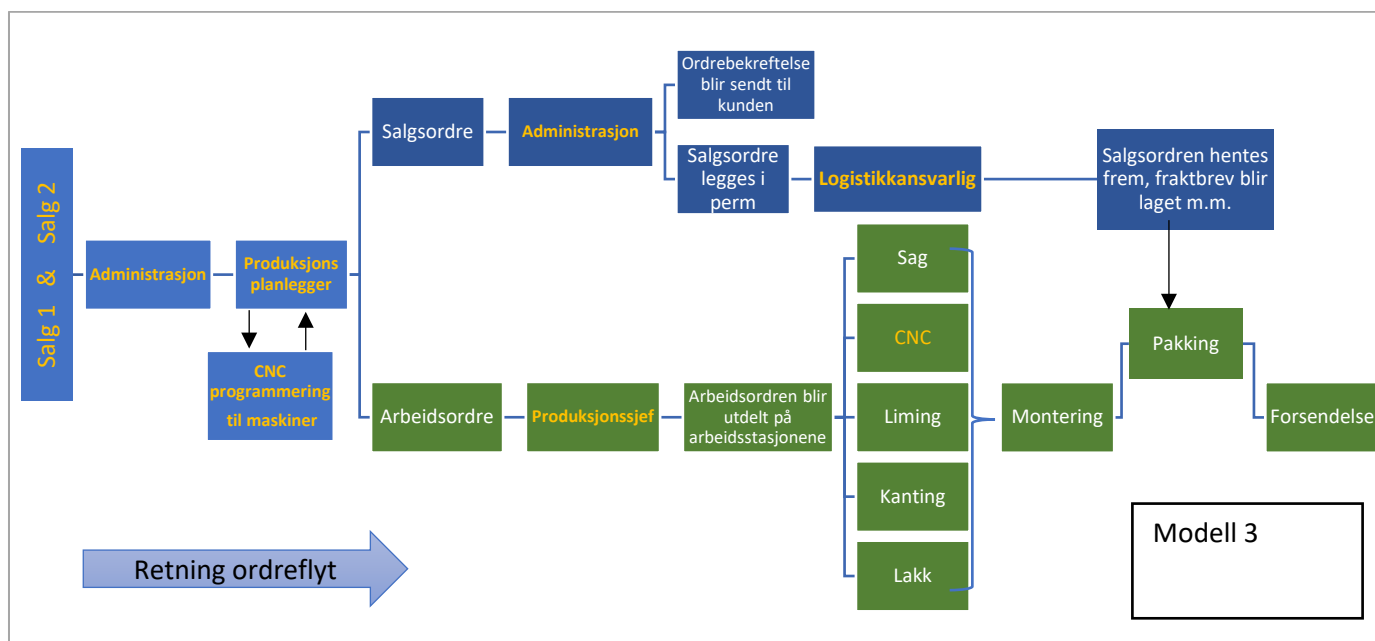 Salg 1 & Salg 2
Administrasjon
Produksjons
planlegger
CNC
programmering
til maskiner
Salgsordre
Administrasjon
Ordrebekreftelse
blir sendt til
kunden
Salgsordre
legges i
perm
Logistikkansvarlig
Salgsordren hentes
frem, fraktbrev blir
laget m.m.
Arbeidsordre
Produksjonssjef
Arbeidsordren blir
utdelt på
arbeidsstasjonene
Sag
CNC
Liming
Kanting
Lakk
Montering
Pakking
Forsendelse
Retning ordreflyt
Modell 3